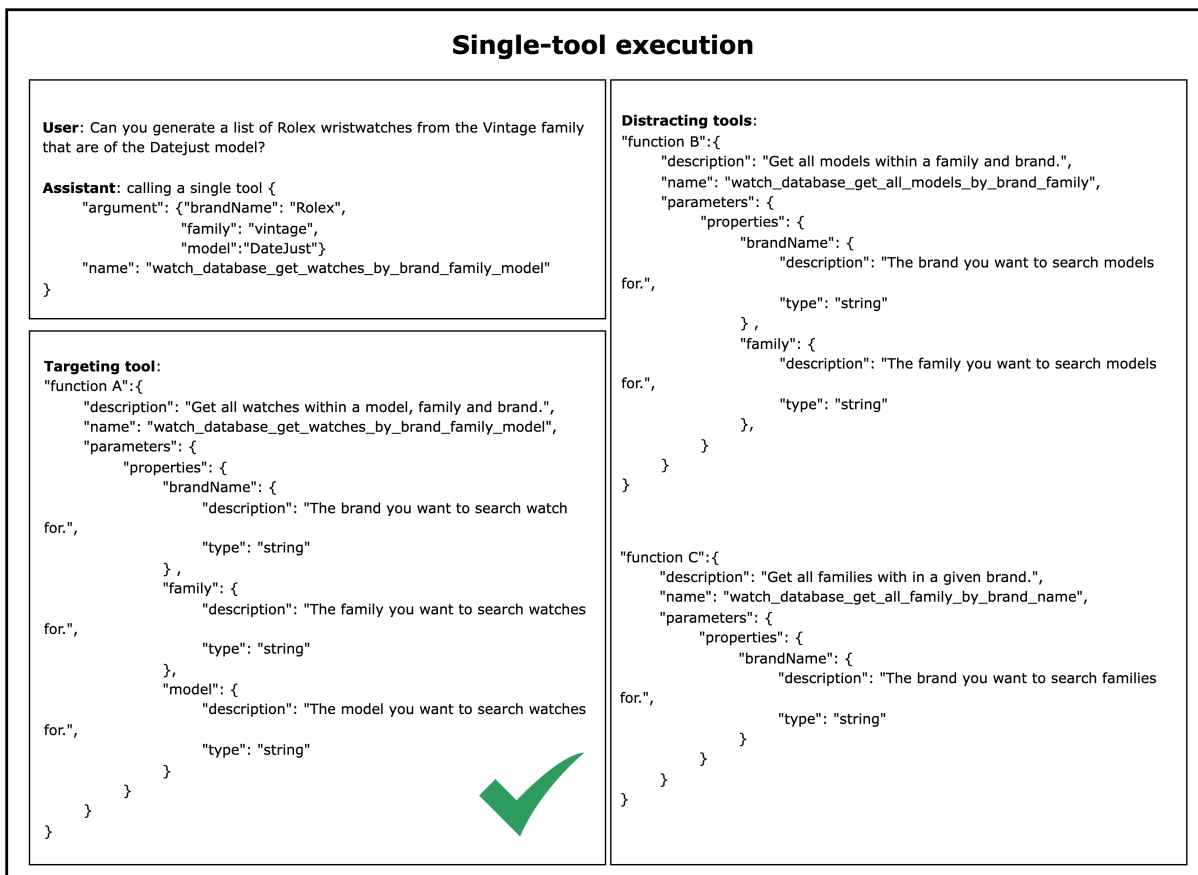 Single-tool execution
User: Can you generate a list of Rolex wristwatches from the Vintage family
that are of the Datejust model?
Assistant: calling a single tool {
"argument": {"brandName": "Rolex",
"family": "vintage",
"model":"DateJust"}
"name": "watch_database_get_watches_by_brand_family_model"
}
Targeting tool:
"function A":{
"description": "Get all watches within a model, family and brand.",
"name": "watch_database_get_watches_by_brand_family_model",
"parameters": {
"properties": {
"brandName": {
"description": "The brand you want to search watch
for.",
"type": "string"
} ,
"family": {
"description": "The family you want to search watches
for.",
"type": "string"
},
"model": {
"description": "The model you want to search watches
for.",
"type": "string"
}
}
}
}
Distracting tools:
"function B":{
"description": "Get all models within a family and brand.",
"name": "watch_database_get_all_models_by_brand_family",
"parameters": {
"properties": {
"brandName": {
"description": "The brand you want to search models
for.",
"type": "string"
} ,
"family": {
"description": "The family you want to search models
for.",
"type": "string"
},
}
}
}
"function C":{
"description": "Get all families with in a given brand.",
"name": "watch_database_get_all_family_by_brand_name",
"parameters": {
"properties": {
"brandName": {
"description": "The brand you want to search families
for.",
"type": "string"
}
}
}
}